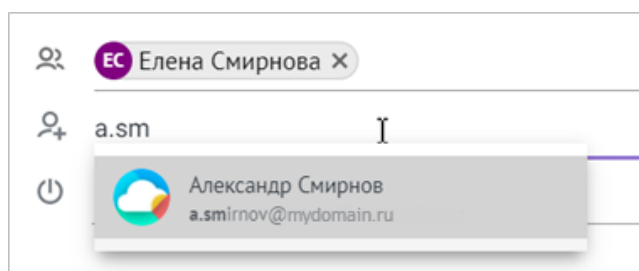 ЕС Елена Смирнова
a.sm
Александр Смирнов
a.smirnov@mydomain.ru